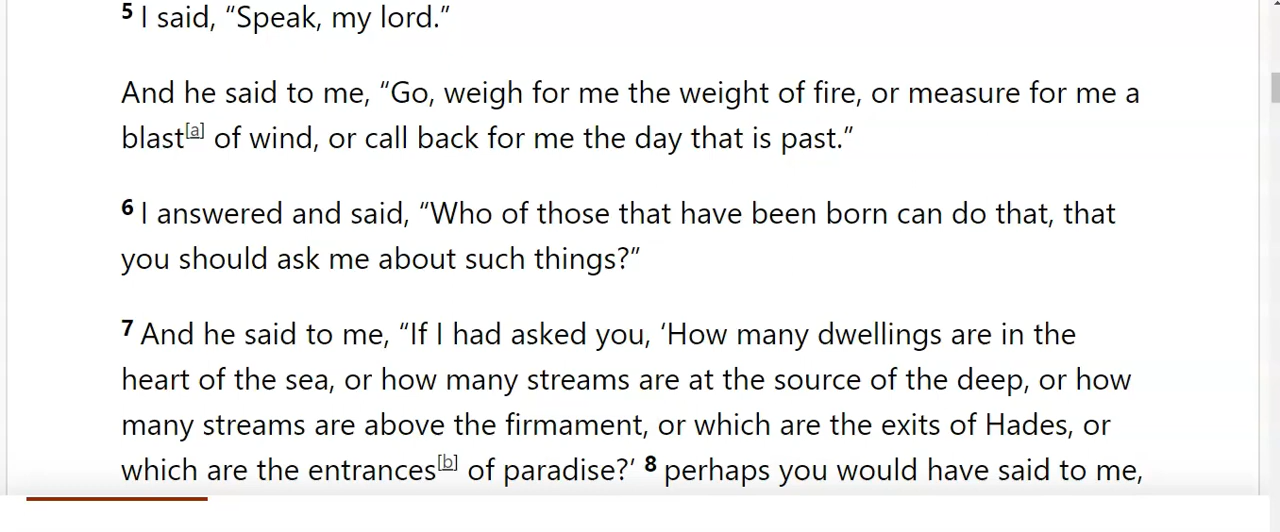 5 I said, “Speak, my lord.”
And he said to me, “Go, weigh for me the weight of fire, or measure for me a
blast[a] of wind, or call back for me the day that is past.”
6 I answered and said, “Who of those that have been born can do that, that
you should ask me about such things?”
7 And he said to me, “If I had asked you, ‘How many dwellings are in the
heart of the sea, or how many streams are at the source of the deep, or how
many streams are above the firmament, or which are the exits of Hades, or
which are the entrances[b] of paradise?’ 8 perhaps you would have said to me,